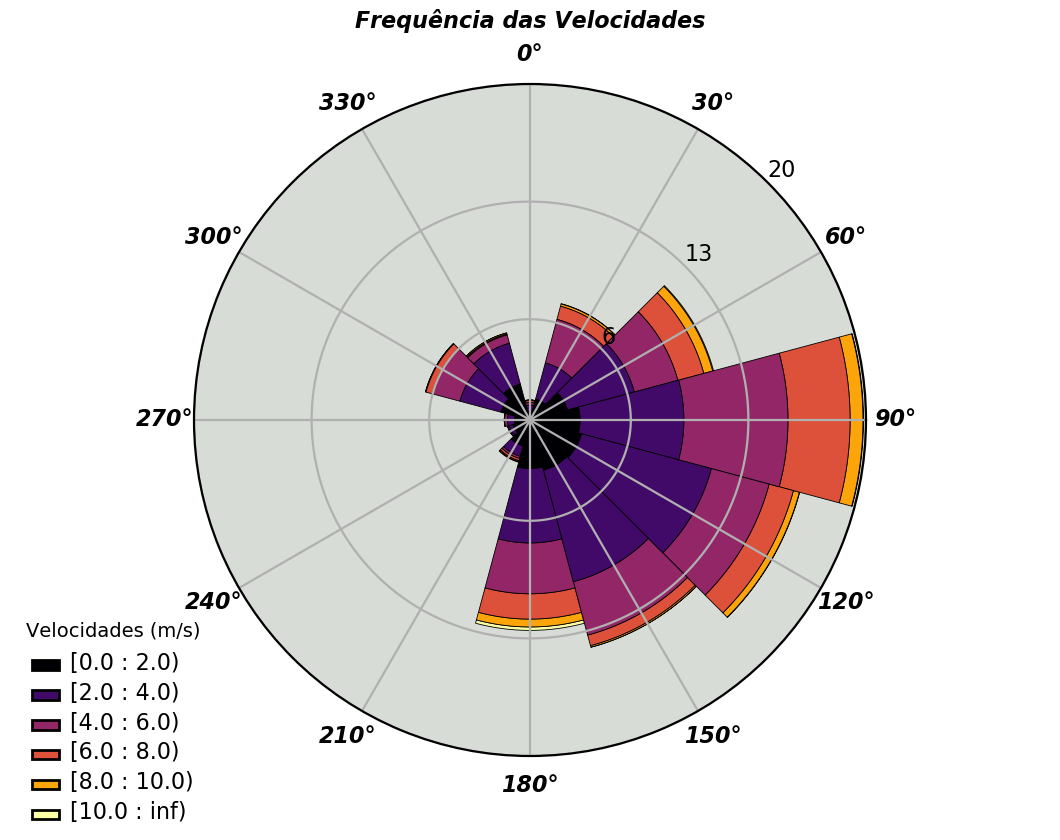 Frequência das Velocidades
0°
330°
30°
20
300°
60°
13
6
270°
90°
240°
120°
210°
150°
180°
Velocidades (m/s)
[0.0 : 2.0)
[2.0 : 4.0)
[4.0 : 6.0)
[6.0 : 8.0)
[8.0 : 10.0)
[10.0 : inf)